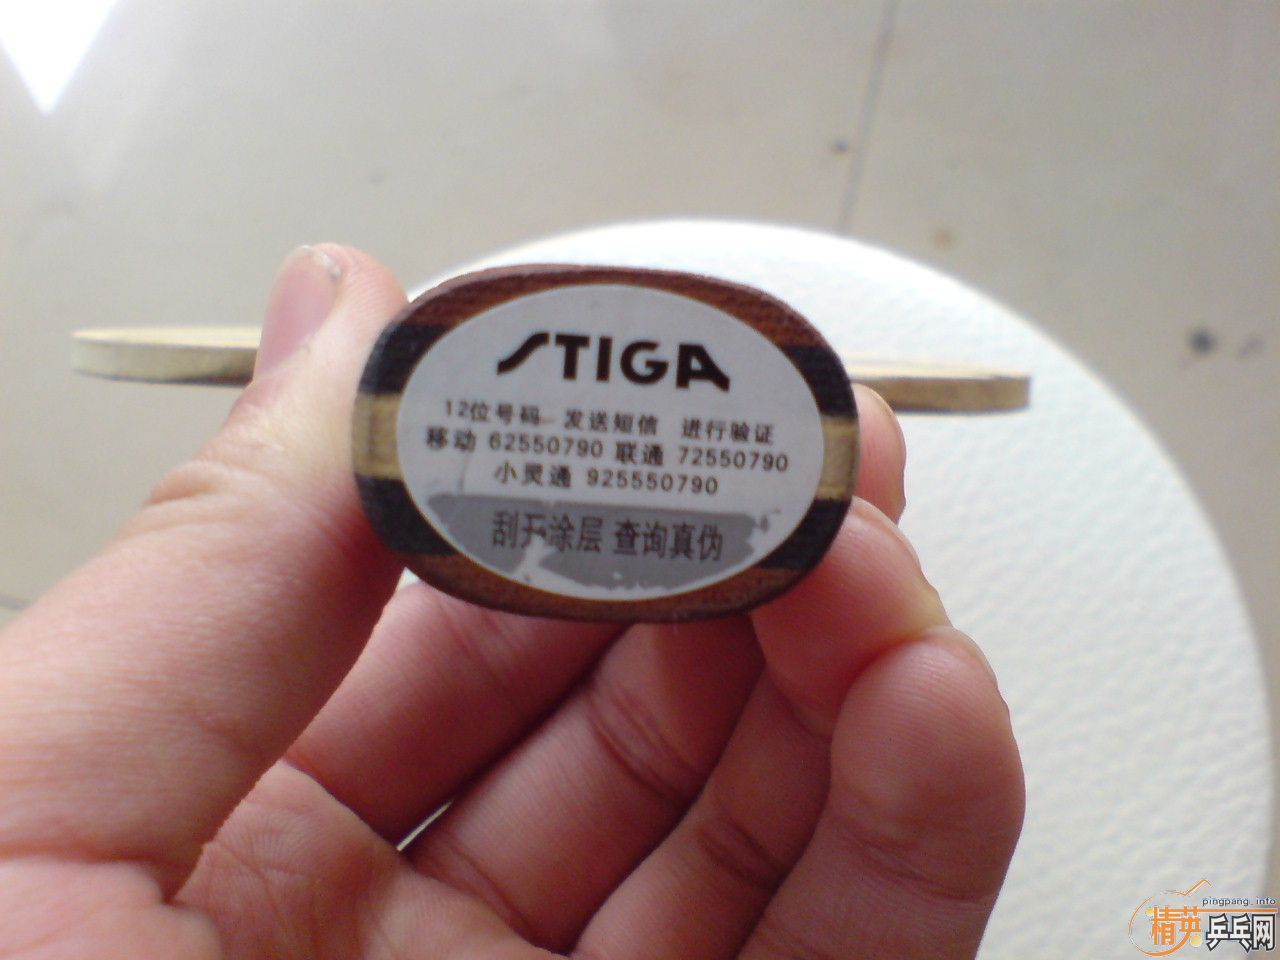 STIGA
12位号码 发送短信 进行验证
移动 62550790 联通 72550790
小灵通 925550790
刮开涂层 查询真伪
pingpang.info
精英乒乓网